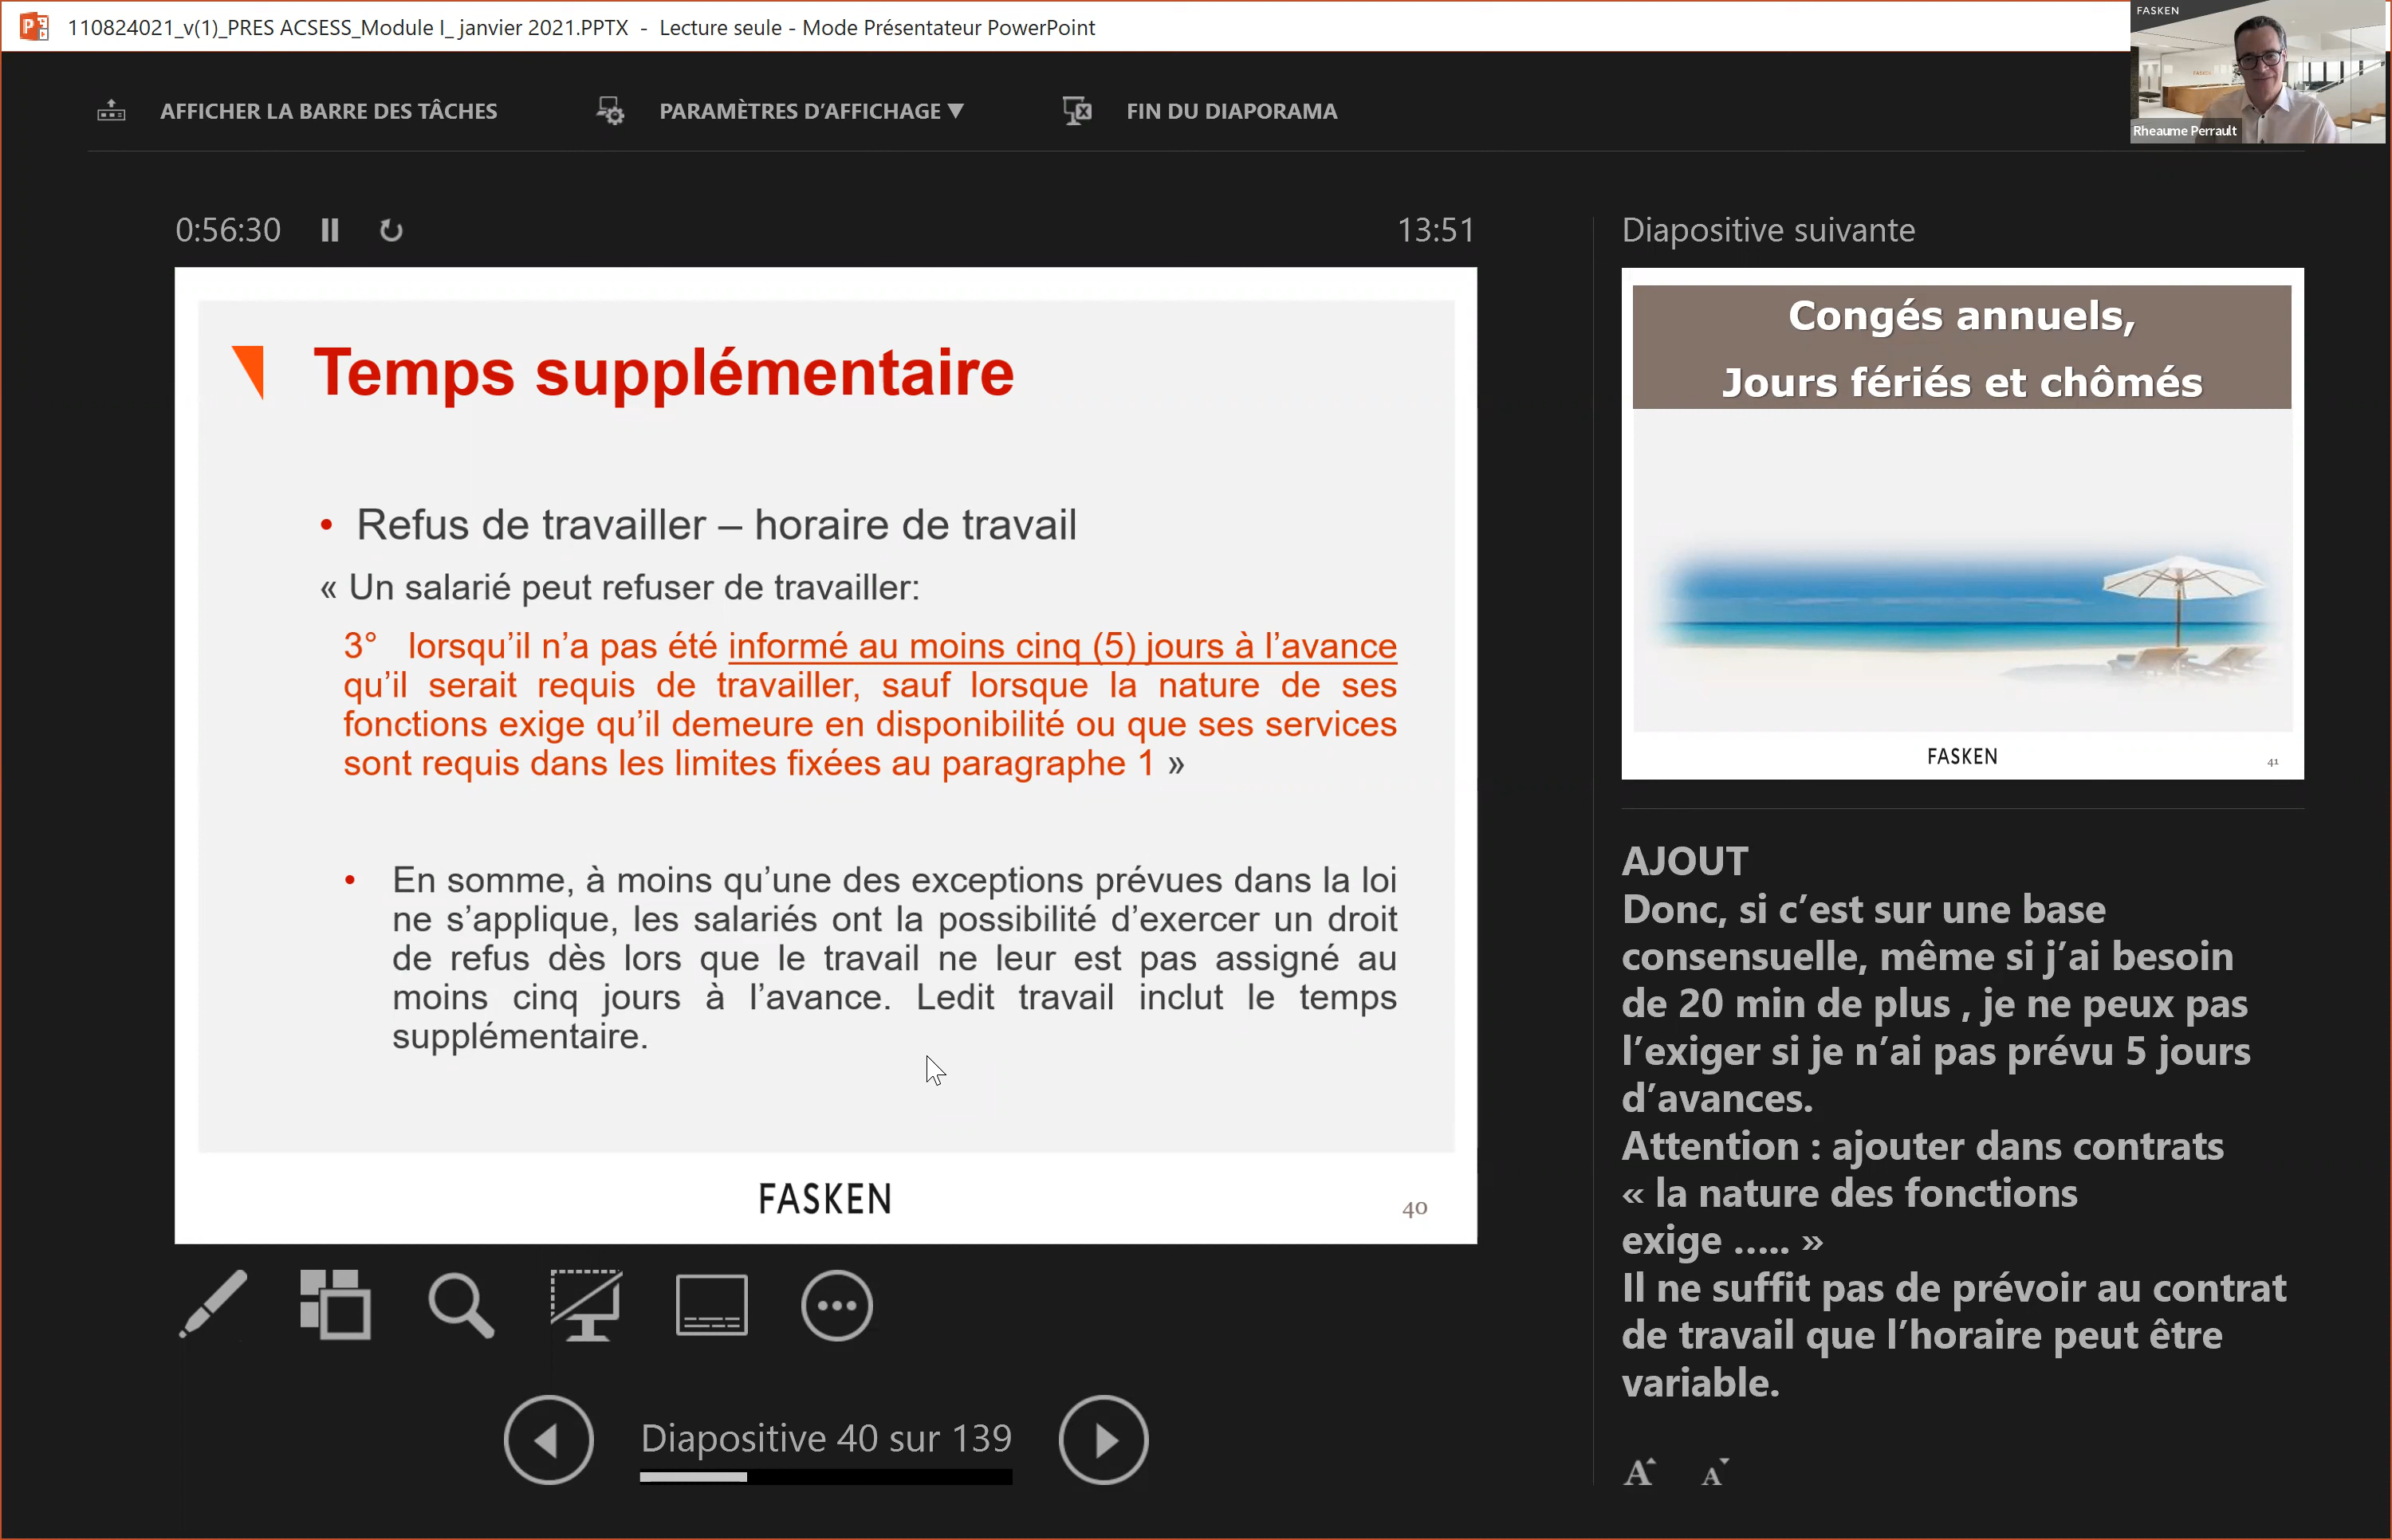 110824021_v(1)_PRES ACSESS_Module I_ janvier 2021.PPTX - Lecture seule - Mode Présentateur PowerPoint
FASKEN
Rheaume Perrault
AFFICHER LA BARRE DES TÂCHES
PARAMÈTRES D’AFFICHAGE ▼
FIN DU DIAPORAMA
0:56:30
13:51
Temps supplémentaire
• Refus de travailler – horaire de travail
« Un salarié peut refuser de travailler:
3° lorsqu’il n’a pas été informé au moins cinq (5) jours à l’avance
qu’il serait requis de travailler, sauf lorsque la nature de ses
fonctions exige qu’il demeure en disponibilité ou que ses services
sont requis dans les limites fixées au paragraphe 1 »
• En somme, à moins qu’une des exceptions prévues dans la loi
ne s’applique, les salariés ont la possibilité d’exercer un droit
de refus dès lors que le travail ne leur est pas assigné au
moins cinq jours à l’avance. Ledit travail inclut le temps
supplémentaire.
FASKEN
40
Diapositive 40 sur 139
Diapositive suivante
Congés annuels,
Jours fériés et chômés
FASKEN
41
AJOUT
Donc, si c’est sur une base
consensuelle, même si j’ai besoin
de 20 min de plus , je ne peux pas
l’exiger si je n’ai pas prévu 5 jours
d’avances.
Attention : ajouter dans contrats
« la nature des fonctions
exige ..... »
Il ne suffit pas de prévoir au contrat
de travail que l’horaire peut être
variable.
A A